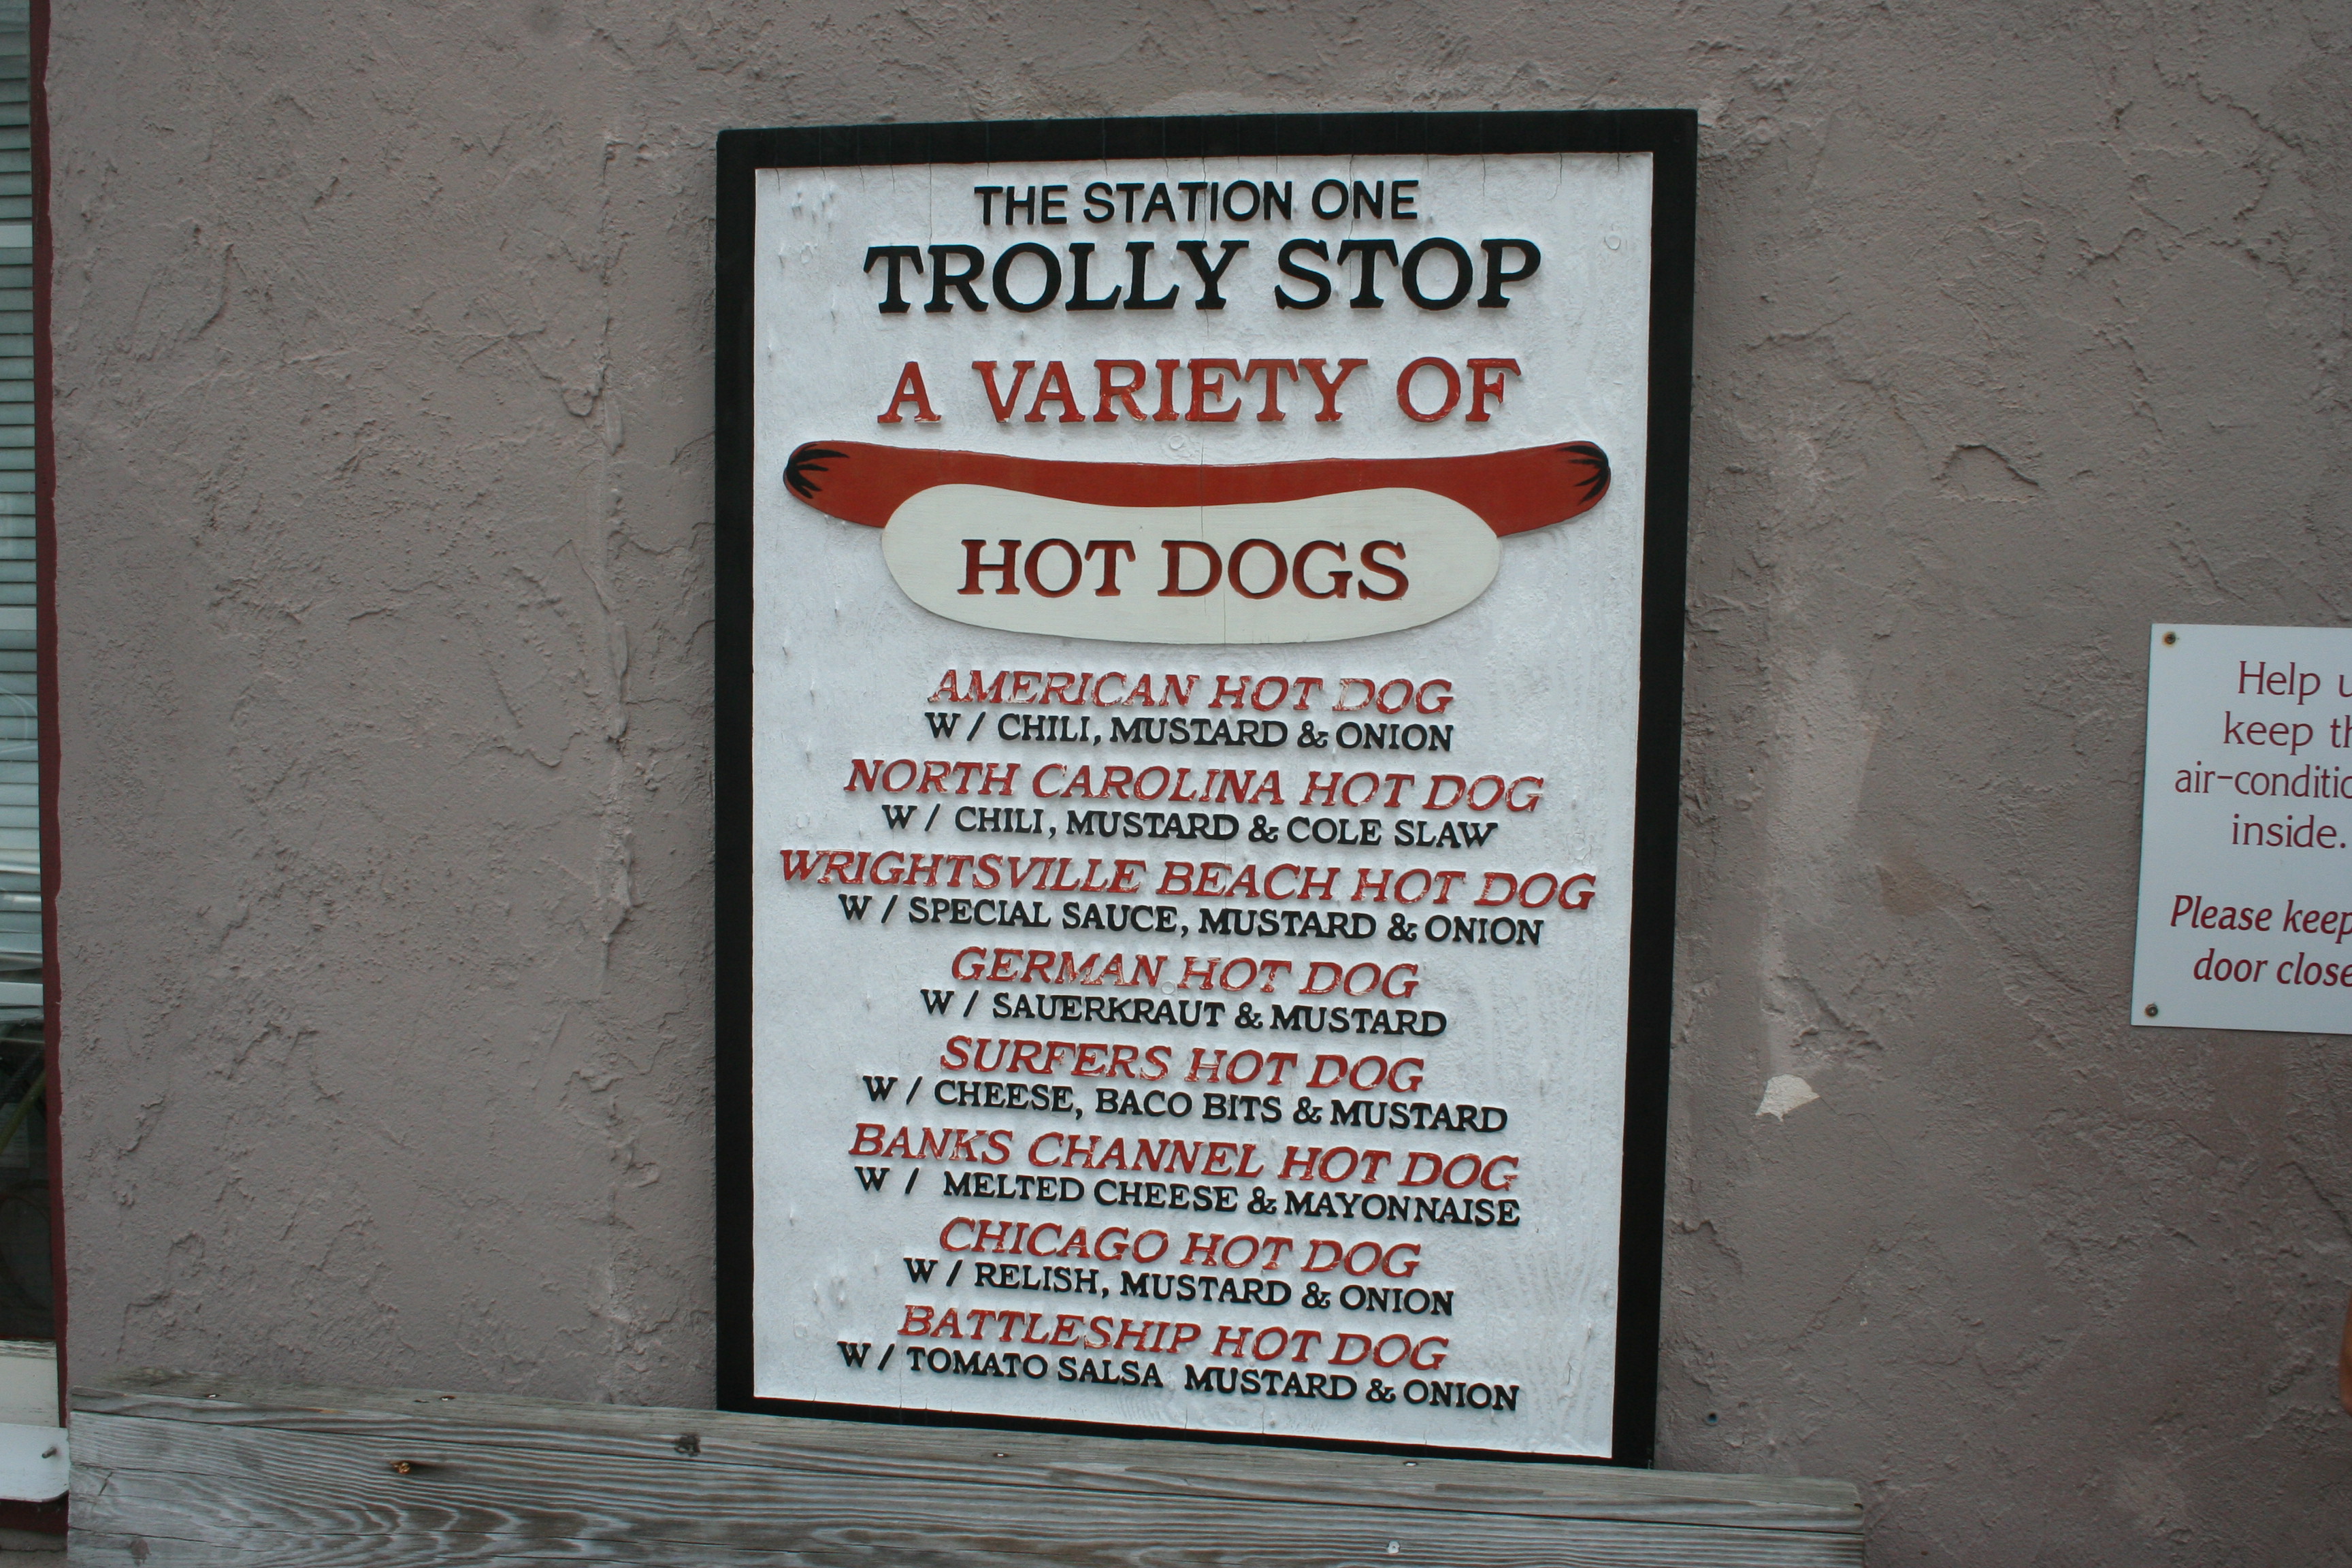 THE STATION ONE
TROLLY STOP
A VARIETY OF
HOT DOGS
AMERICAN HOT DOG
W / CHILI, MUSTARD & ONION
NORTH CAROLINA HOT DOG
W / CHILI, MUSTARD & COLE SLAW
WRIGHTSVILLE BEACH HOT DOG
W / SPECIAL SAUCE, MUSTARD & ONION
GERMAN HOT DOG
W / SAUERKRAUT & MUSTARD
SURFERS HOT DOG
W / CHEESE, BACO BITS & MUSTARD
BANKS CHANNEL HOT DOG
W / MELTED CHEESE & MAYONNAISE
CHICAGO HOT DOG
W / RELISH, MUSTARD & ONION
BATTLESHIP HOT DOG
W / TOMATO SALSA MUSTARD & ONION
Help
keep
inside.
Please keep
door